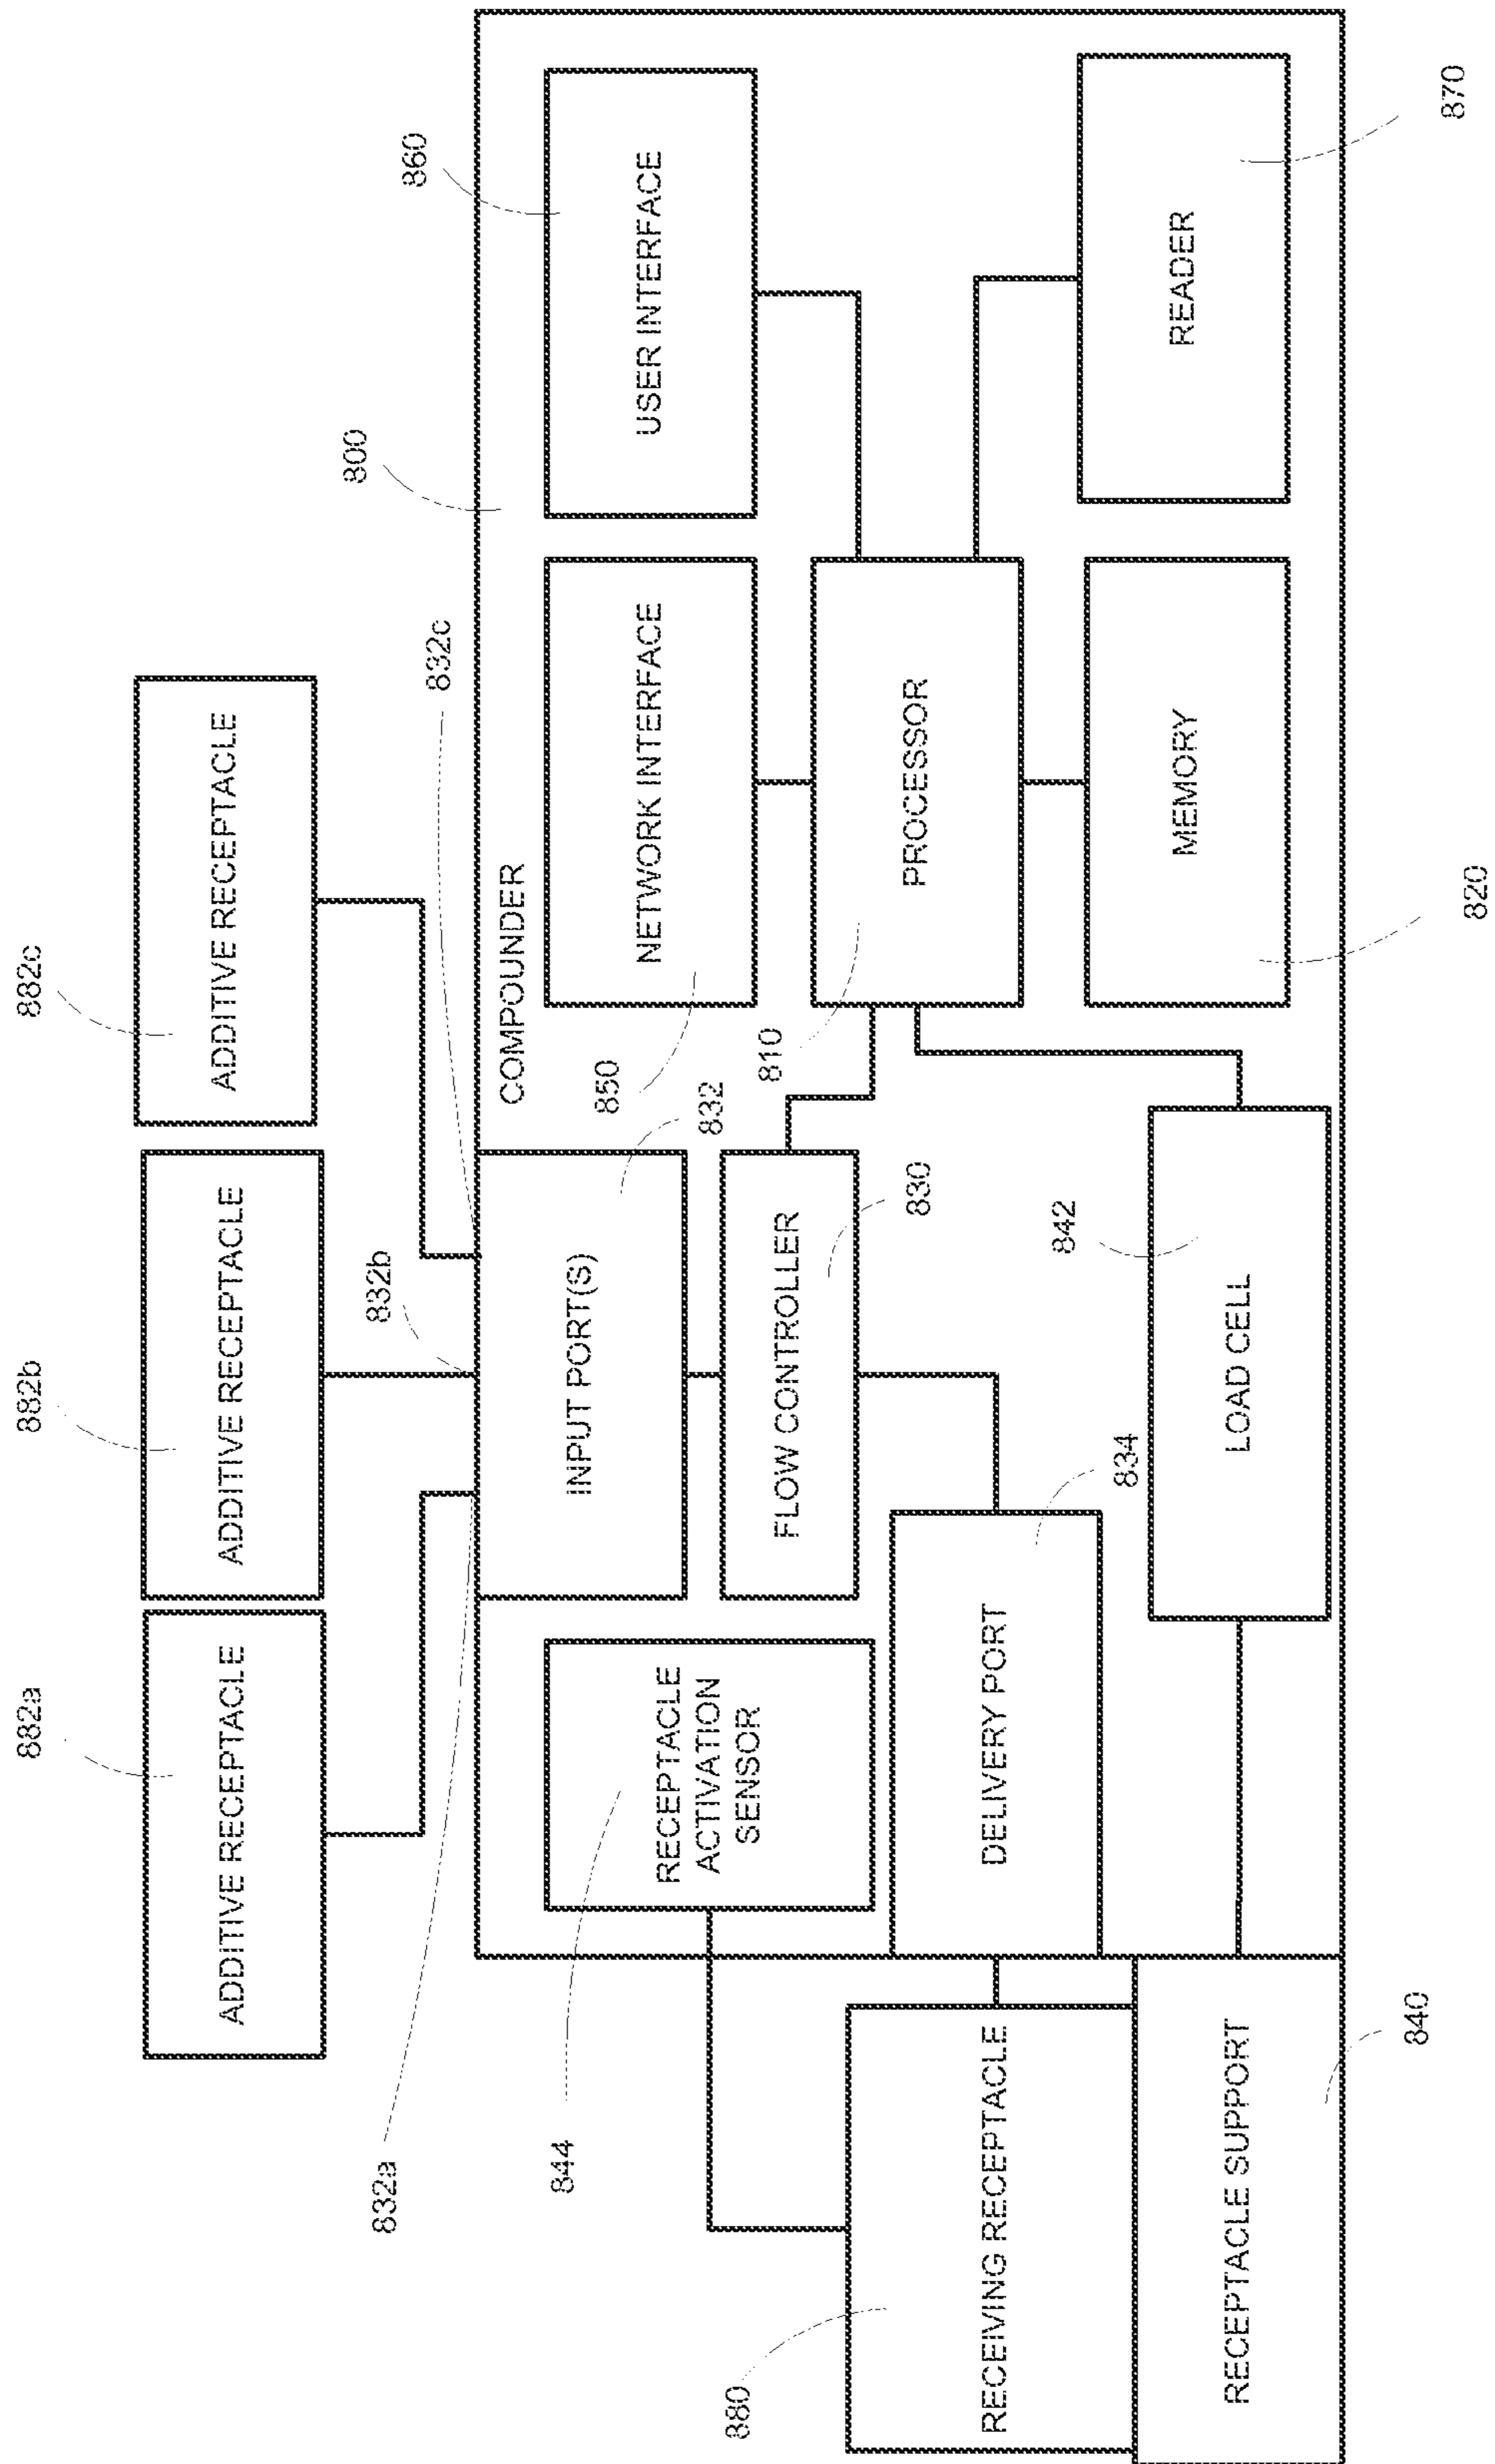 882a
882b
882c
ADDITIVE RECEPTACLE
ADDITIVE RECEPTACLE
ADDITIVE RECEPTACLE
800
832a
832b
832c
860
COMPOUNDER
844
INPUT PORT(S)
850
NETWORK INTERFACE
USER INTERFACE
RECEPTACLE
ACTIVATION
SENSOR
832
880
810
FLOW CONTROLLER
830
PROCESSOR
RECEIVING RECEPTACLE
DELIVERY PORT
842
834
MEMORY
READER
RECEPTACLE SUPPORT
LOAD CELL
840
820
870